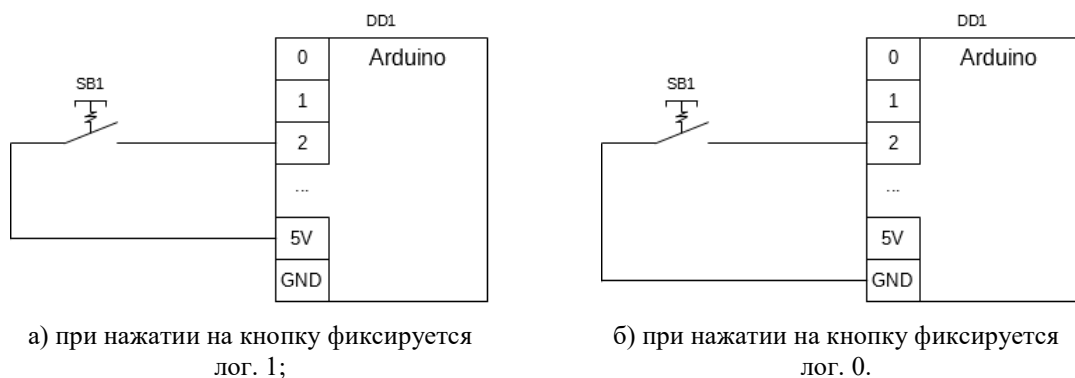 DD1
0
Arduino
SB1
1
2
...
5V
GND
а) при нажатии на кнопку фиксируется
лог. 1;
DD1
0
Arduino
SB1
1
2
...
5V
GND
б) при нажатии на кнопку фиксируется
лог. 0.